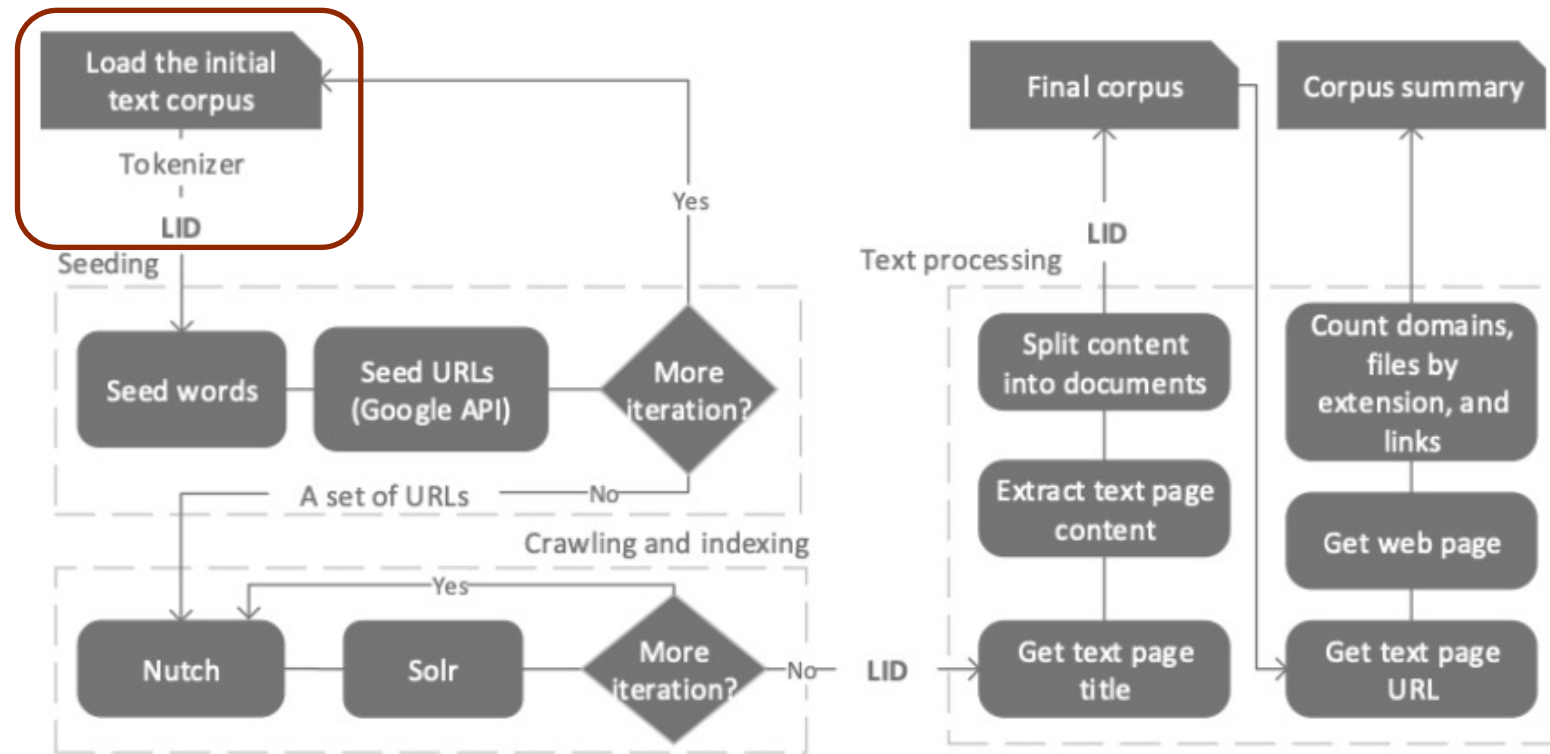 Load the initial
text corpus
Tokenizer
LID
Seeding
Seed words
Seed URLs
(Google API)
More
iteration?
Yes
No
A set of URLs
Crawling and indexing
Yes
Nutch
Solr
More
iteration?
No
LID
Final corpus
Corpus summary
LID
Text processing
Split content
into documents
Extract text page
content
Get text page
title
Count domains,
files by
extension, and
links
Get web page
Get text page
URL